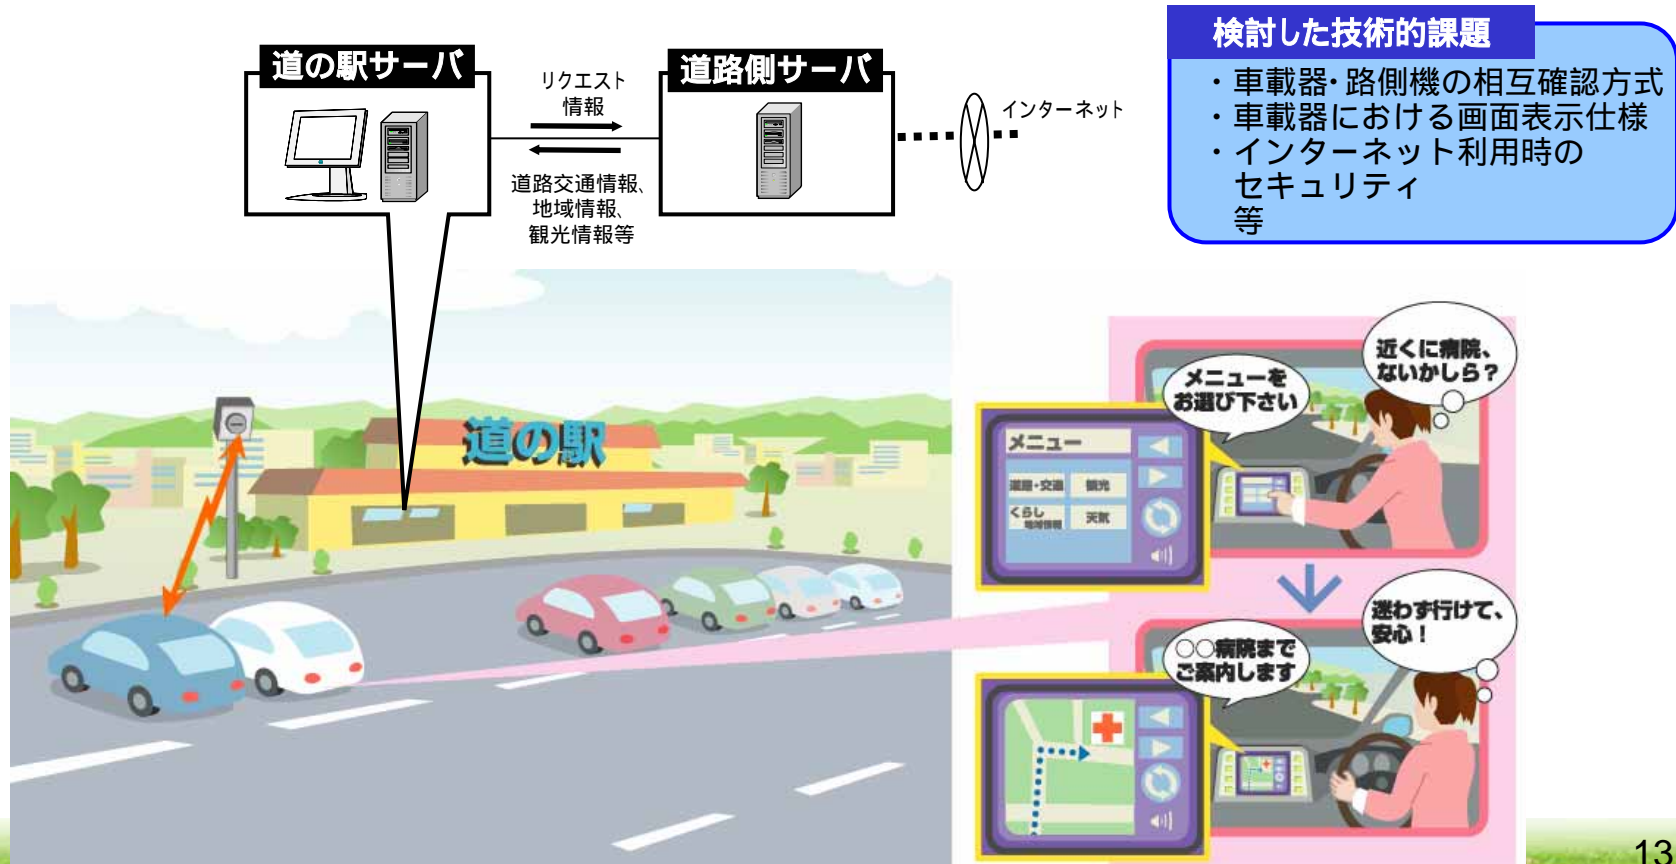 道の駅サーバ
リクエスト
情報
道路交通情報、
地域情報、
観光情報等
道路側サーバ
インターネット
検討した技術的課題
・車載器・路側機の相互確認方式
・車載器における画面表示仕様
・インターネット利用時の
セキュリティ
等
道の駅
近くに病院、
ないかしら？
メニューを
お選び下さい
メニュー
道路・交通
観光
くらし
地域情報
天気
迷わず行けて、
安心！
○○病院まで
ご案内します
13